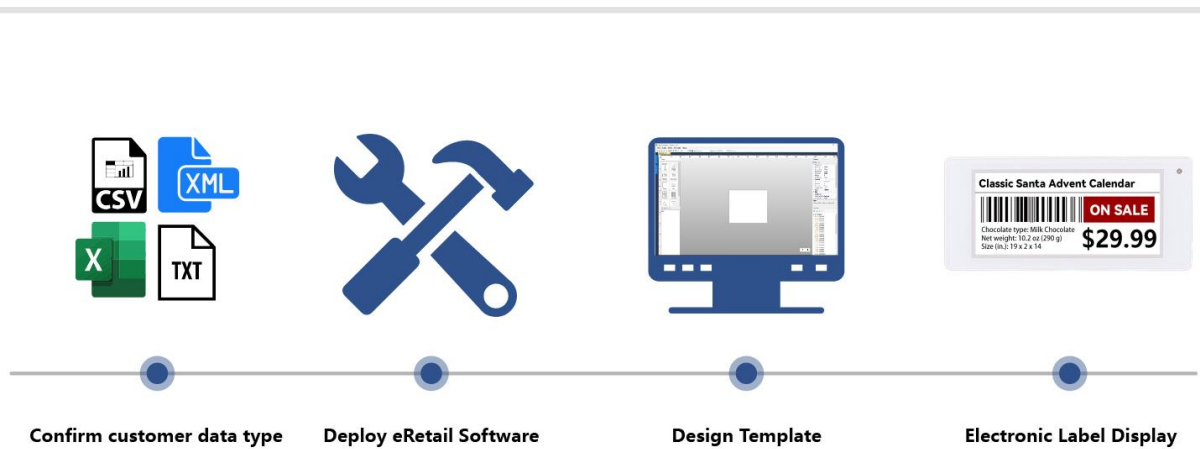 CSV
XML
X
TXT
Classic Santa Advent Calendar
ON SALE
Chocolate type: Milk Chocolate
Net weight: 10.2 oz (290 g)
Size (in.): 19 x 2 x 14
$29.99
Confirm customer data type
Deploy eRetail Software
Design Template
Electronic Label Display